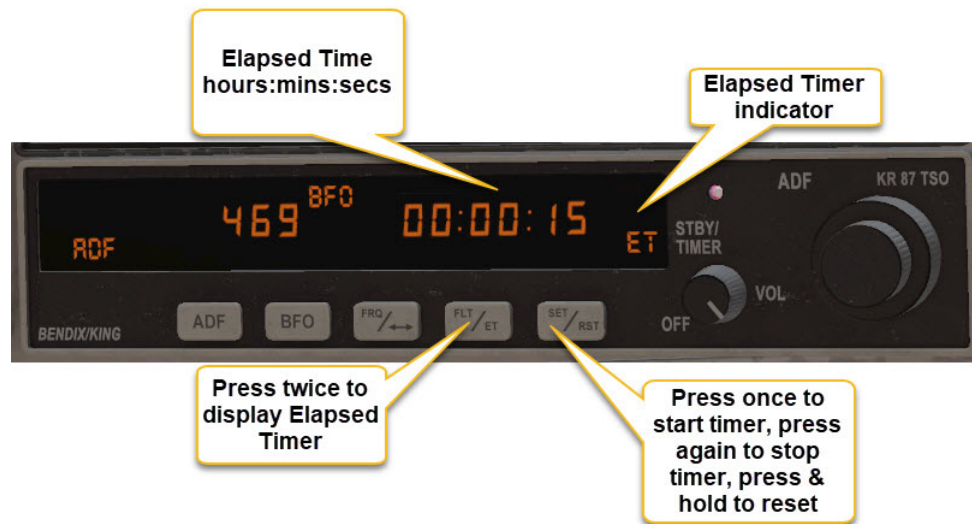 Elapsed Time
hours:mins:secs
Elapsed Timer
indicator
ADF
469
BFO
00:00:15
ET
STBY/
TIMER
ADF
KR 87 TSO
OFF
VOL
BENDIX/KING
ADF
BFO
FRQ/↔
FLT/ET
SET/RST
Press twice to
display Elapsed
Timer
Press once to
start timer, press
again to stop
timer, press &
hold to reset